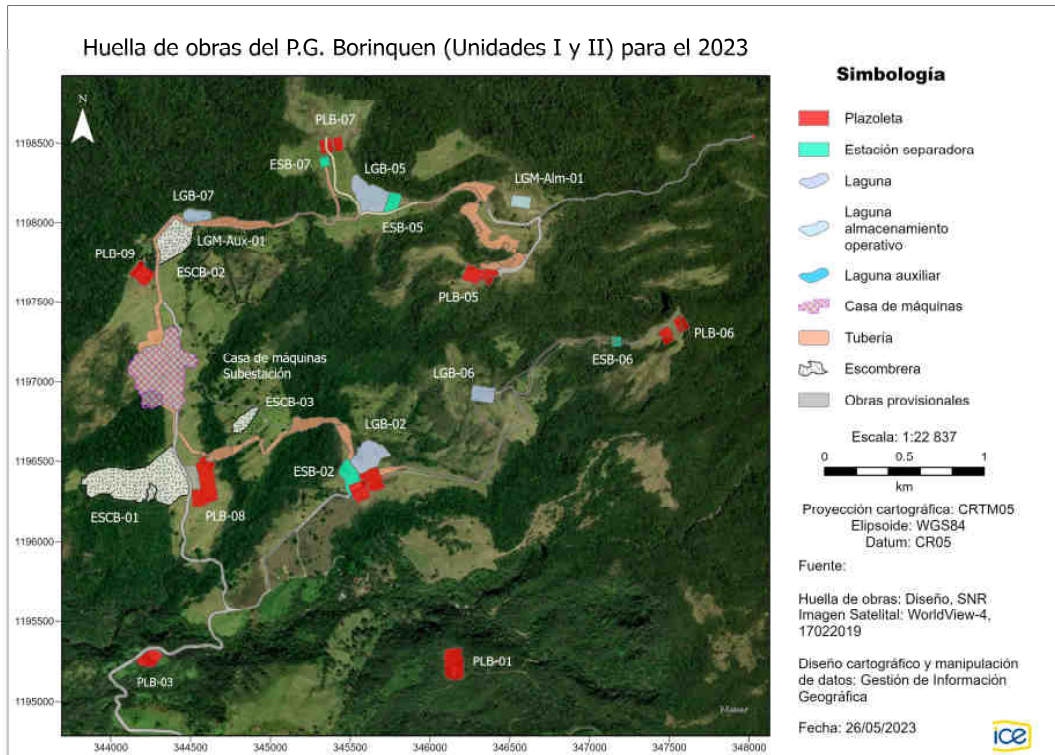 Huella de obras del P.G. Borinquen (Unidades I y II) para el 2023
N
1198500
1198000
1197500
1197000
1196500
1196000
1195500
1195000
PLB-07
ESB-07
LGB-05
LGM-Alm-01
LGB-07
ESB-05
LGM-Aux-01
PLB-09
ESCB-02
PLB-05
PLB-06
ESB-06
Casa de máquinas
Subestación
LGB-06
ESCB-03
LGB-02
ESB-02
ESCB-01
PLB-08
PLB-03
PLB-01
344000
344500
345000
345500
346000
346500
347000
347500
348000
Simbología
Plazoleta
Estación separadora
Laguna
Laguna
almacenamiento
operativo
Laguna auxiliar
Casa de máquinas
Tubería
Escombrera
Obras provisionales
Escala: 1:22 837
0 0.5 1
km
Proyección cartográfica: CRTM05
Elipsoide: WGS84
Datum: CR05
Fuente:
Huella de obras: Diseño, SNR
Imagen Satelital: WorldView-4,
17022019
Diseño cartográfico y manipulación
de datos: Gestión de Información
Geográfica
Fecha: 26/05/2023
ice